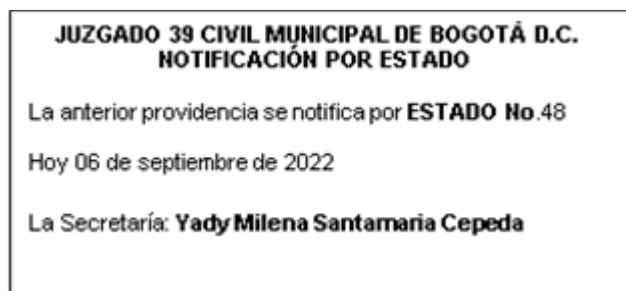 JUZGADO 39 CIVIL MUNICIPAL DE BOGOTÁ D.C.
NOTIFICACIÓN POR ESTADO
La anterior providencia se notifica por ESTADO No.48
Hoy 06 de septiembre de 2022
La Secretaría: Yady Milena Santamaria Cepeda